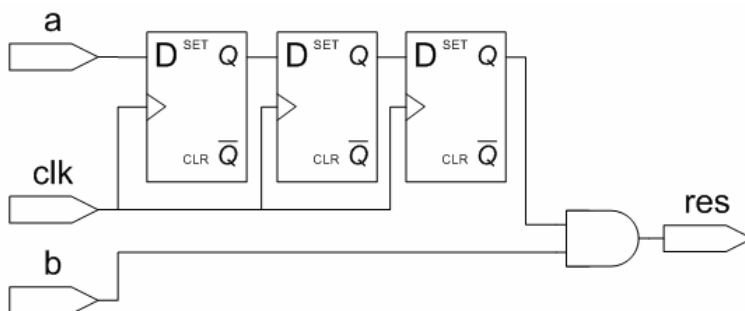 a
D SET Q D SET Q D SET Q
CLR Q̅ CLR Q̅ CLR Q̅
clk
res
b